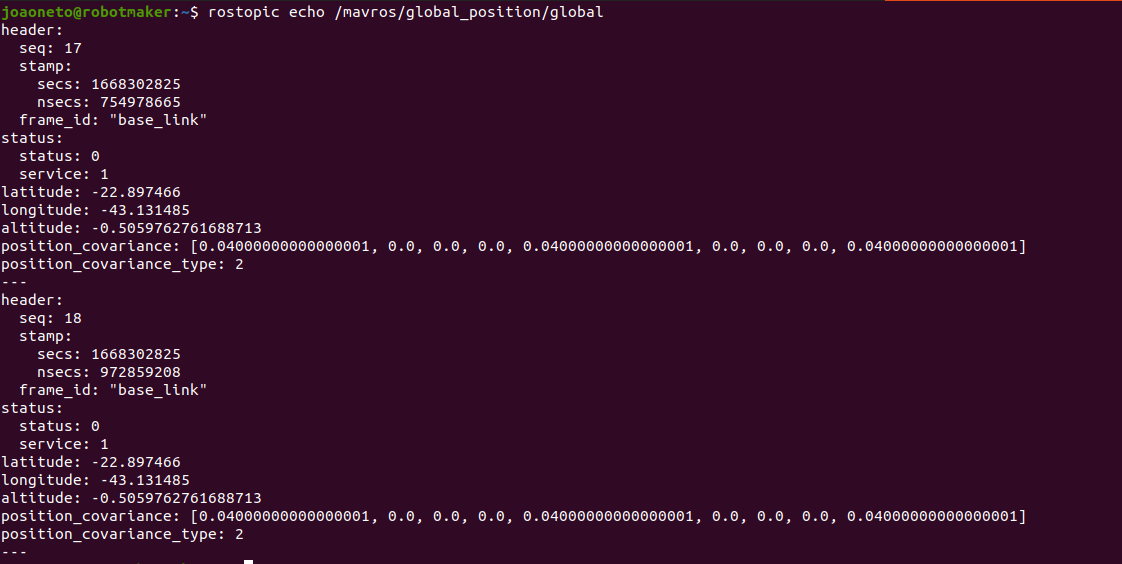 joaoneto@robotmaker:~$ rostopic echo /mavros/global_position/global
header:
  seq: 17
  stamp:
    secs: 1668302825
    nsecs: 754978665
  frame_id: "base_link"
status:
  status: 0
  service: 1
latitude: -22.897466
longitude: -43.131485
altitude: -0.5059762761688713
position_covariance: [0.04000000000000001, 0.0, 0.0, 0.0, 0.04000000000000001, 0.0, 0.0, 0.0, 0.04000000000000001]
position_covariance_type: 2
---
header:
  seq: 18
  stamp:
    secs: 1668302825
    nsecs: 972859208
  frame_id: "base_link"
status:
  status: 0
  service: 1
latitude: -22.897466
longitude: -43.131485
altitude: -0.5059762761688713
position_covariance: [0.04000000000000001, 0.0, 0.0, 0.0, 0.04000000000000001, 0.0, 0.0, 0.0, 0.04000000000000001]
position_covariance_type: 2
---